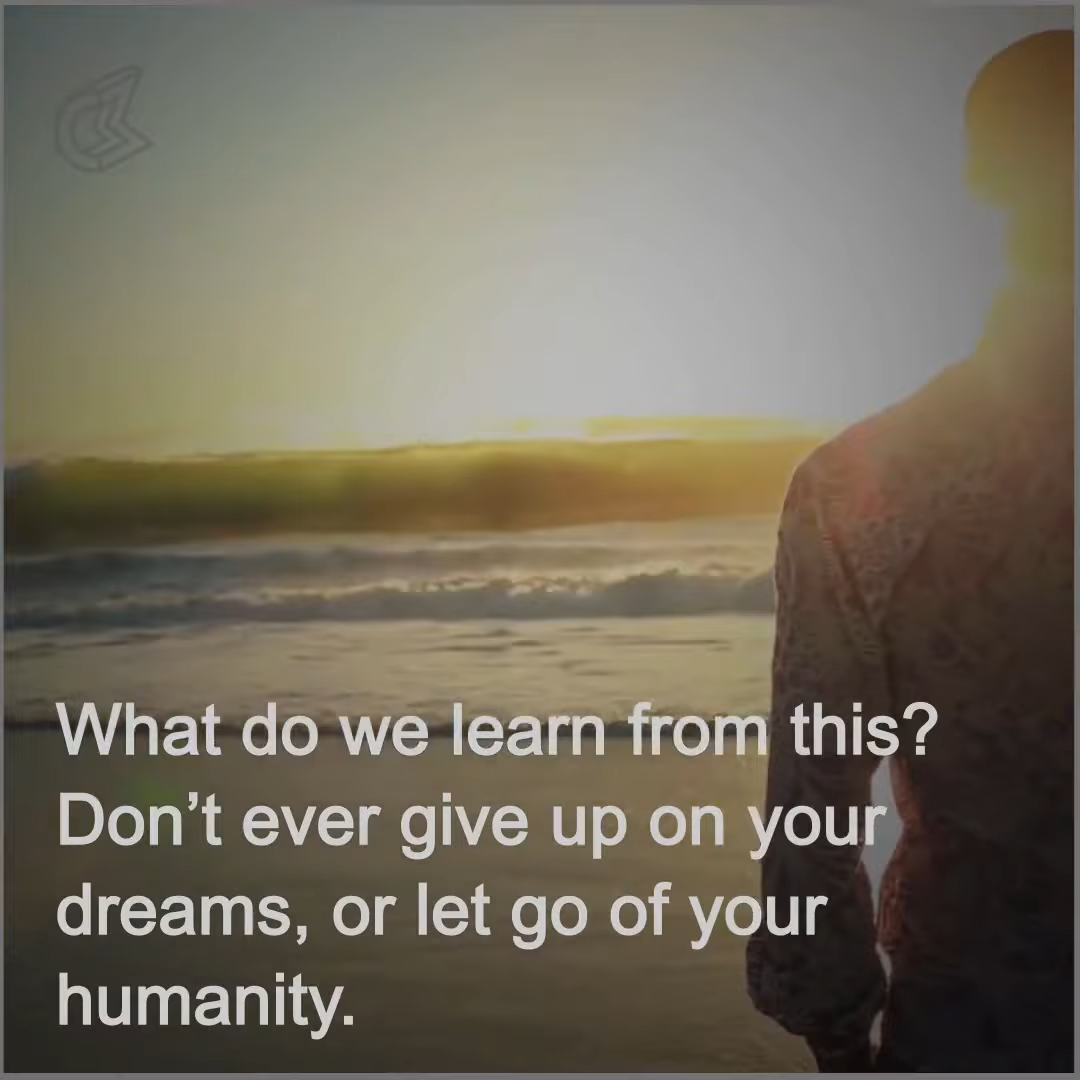 What do we learn from this?
Don’t ever give up on your
dreams, or let go of your
humanity.